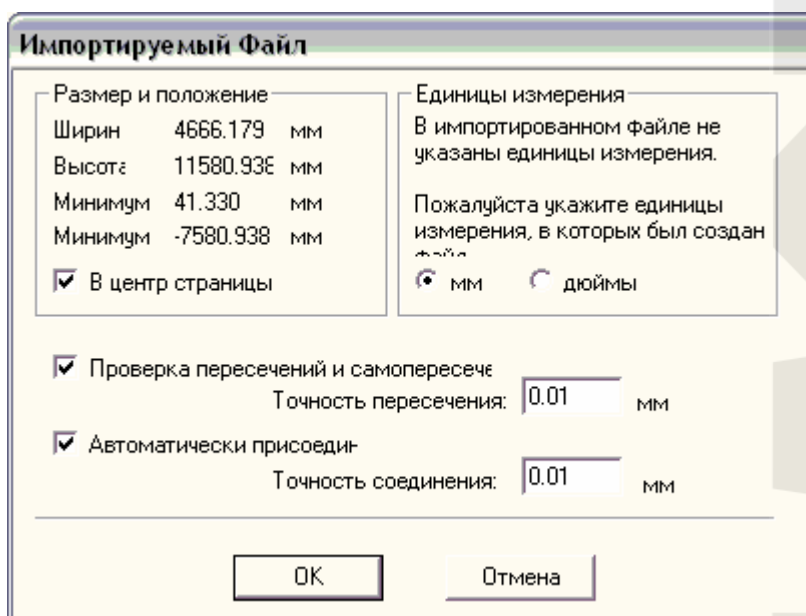 Импортируемый Файл
Размер и положение
Ширин 4666.179 мм
Высота 11580.938 мм
Минимум 41.330 мм
Минимум -7580.938 мм
В центр страницы
Единицы измерения
В импортированном файле не
указаны единицы измерения.
Пожалуйста укажите единицы
измерения, в которых был создан
мм дюймы
Проверка пересечений и самопересече
Точность пересечения: 0.01 мм
Автоматически присоедин
Точность соединения: 0.01 мм
OK Отмена